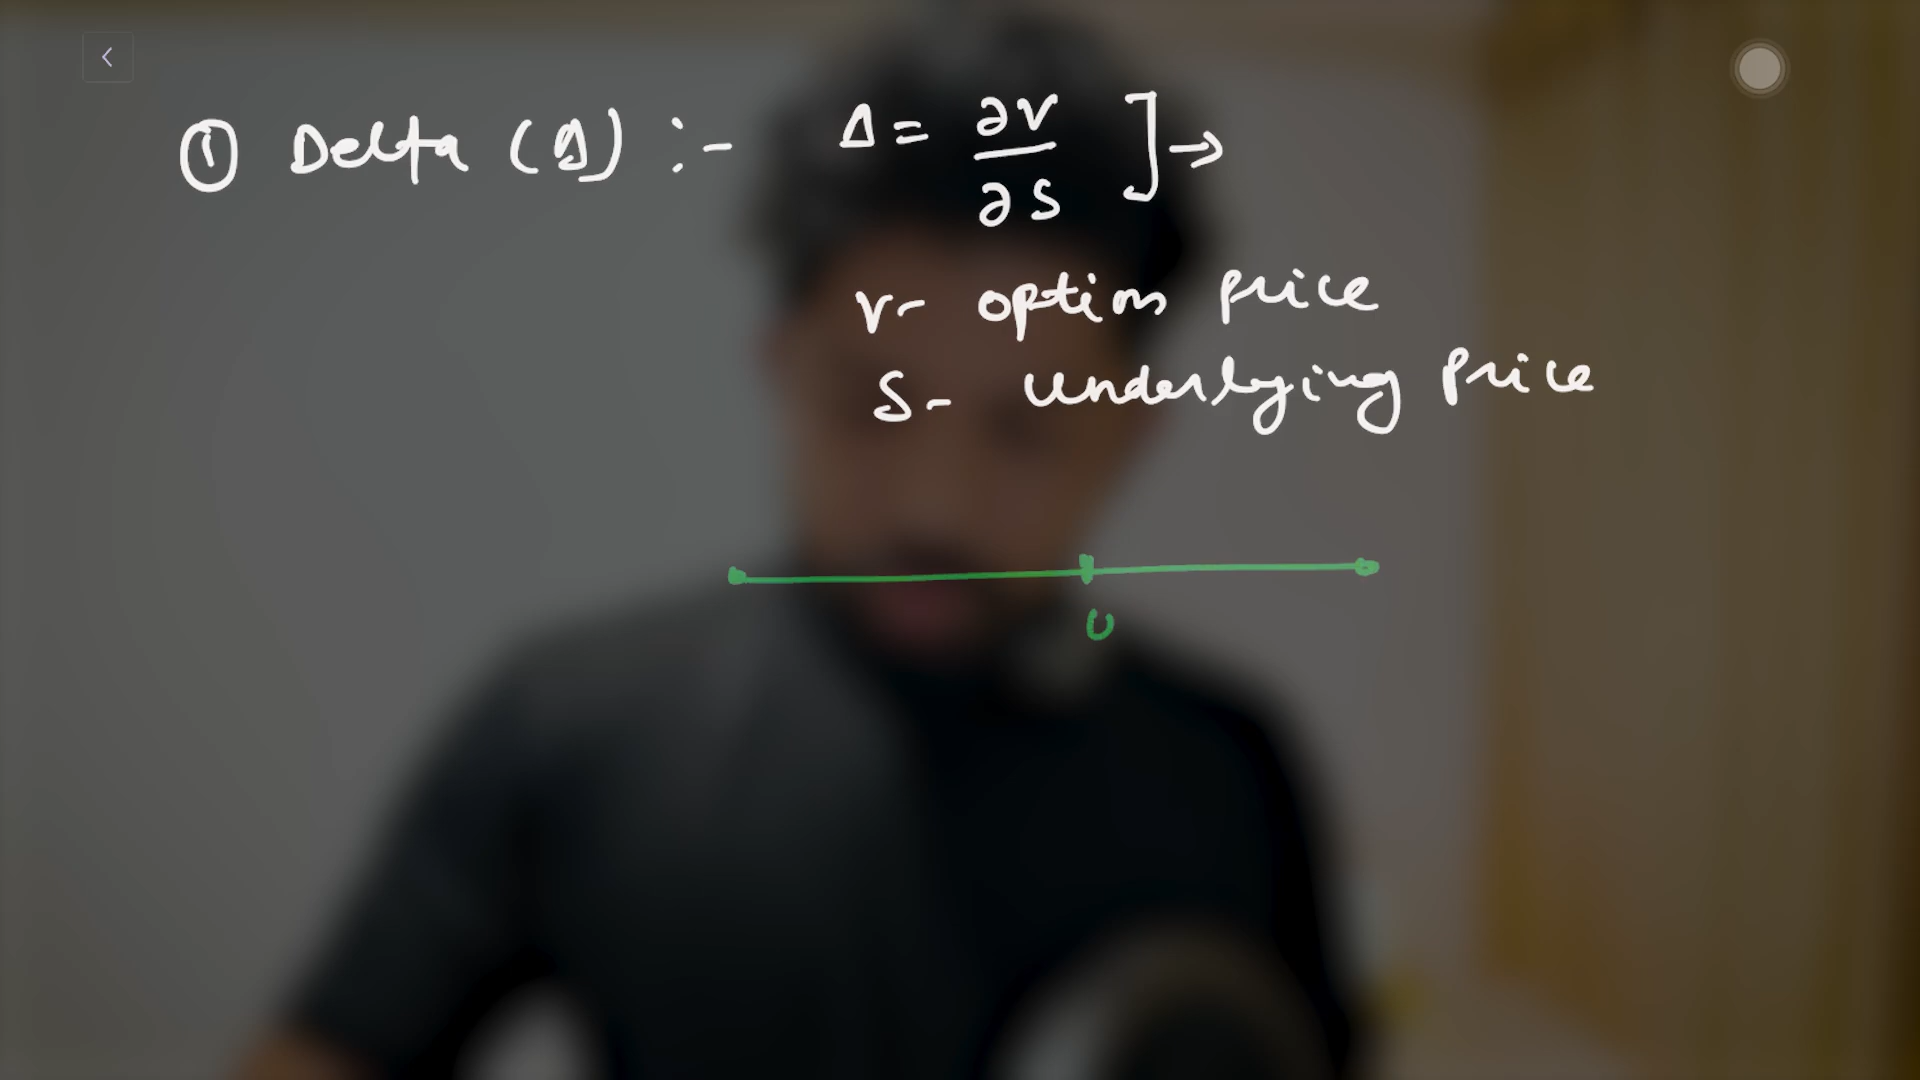 ① Delta (Δ) :- Δ = ∂V/∂S ] →
V- option price
S- underlying price
0